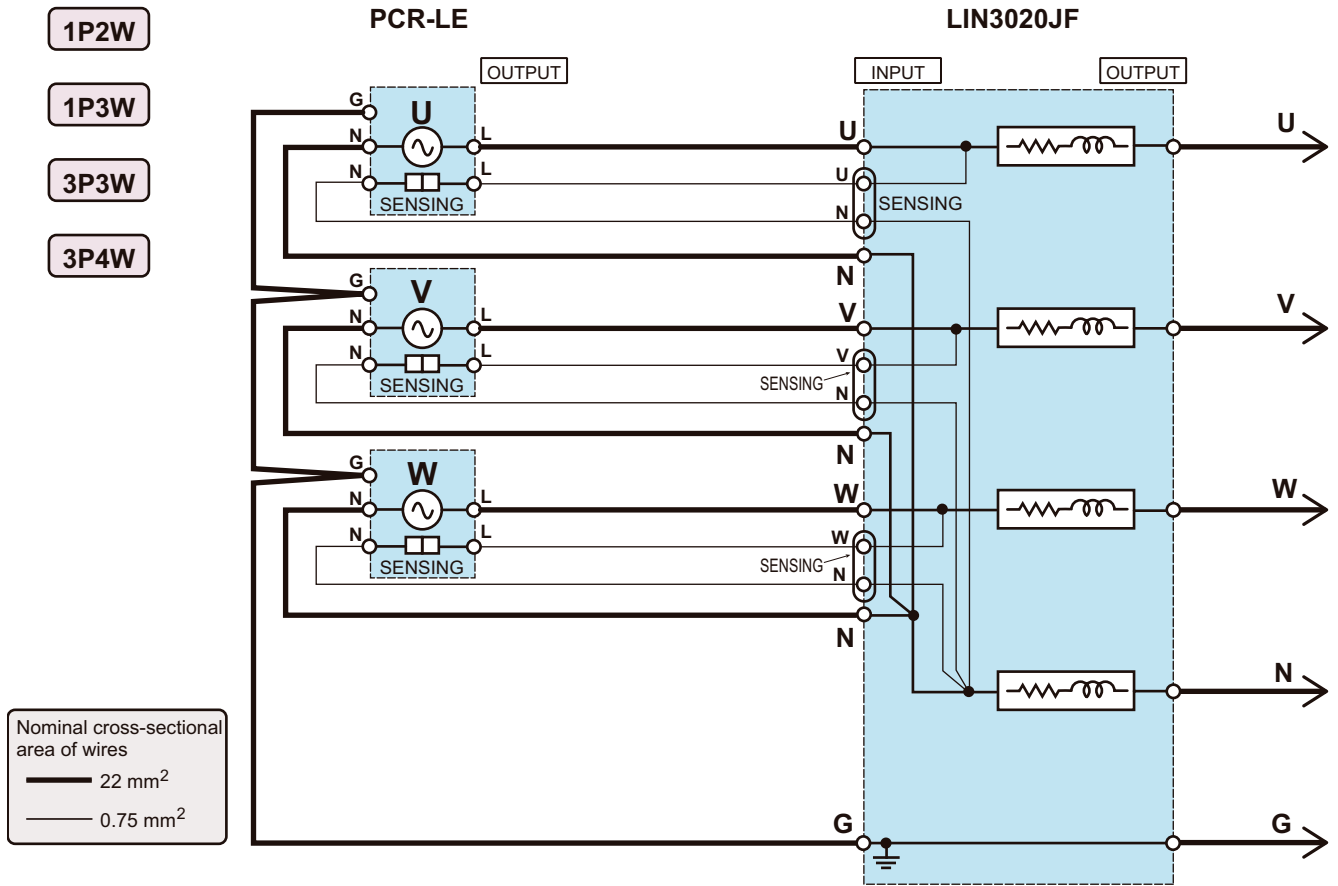 1P2W
1P3W
3P3W
3P4W
PCR-LE
LIN3020JF
OUTPUT
INPUT
OUTPUT
G
U
N
L
N
L
SENSING
U
U
SENSING
N
N
U
G
V
N
L
N
L
SENSING
V
V
SENSING
N
N
V
G
W
N
L
N
L
SENSING
W
W
SENSING
N
N
W
N
G
G
Nominal cross-sectional
area of wires
22 mm²
0.75 mm²